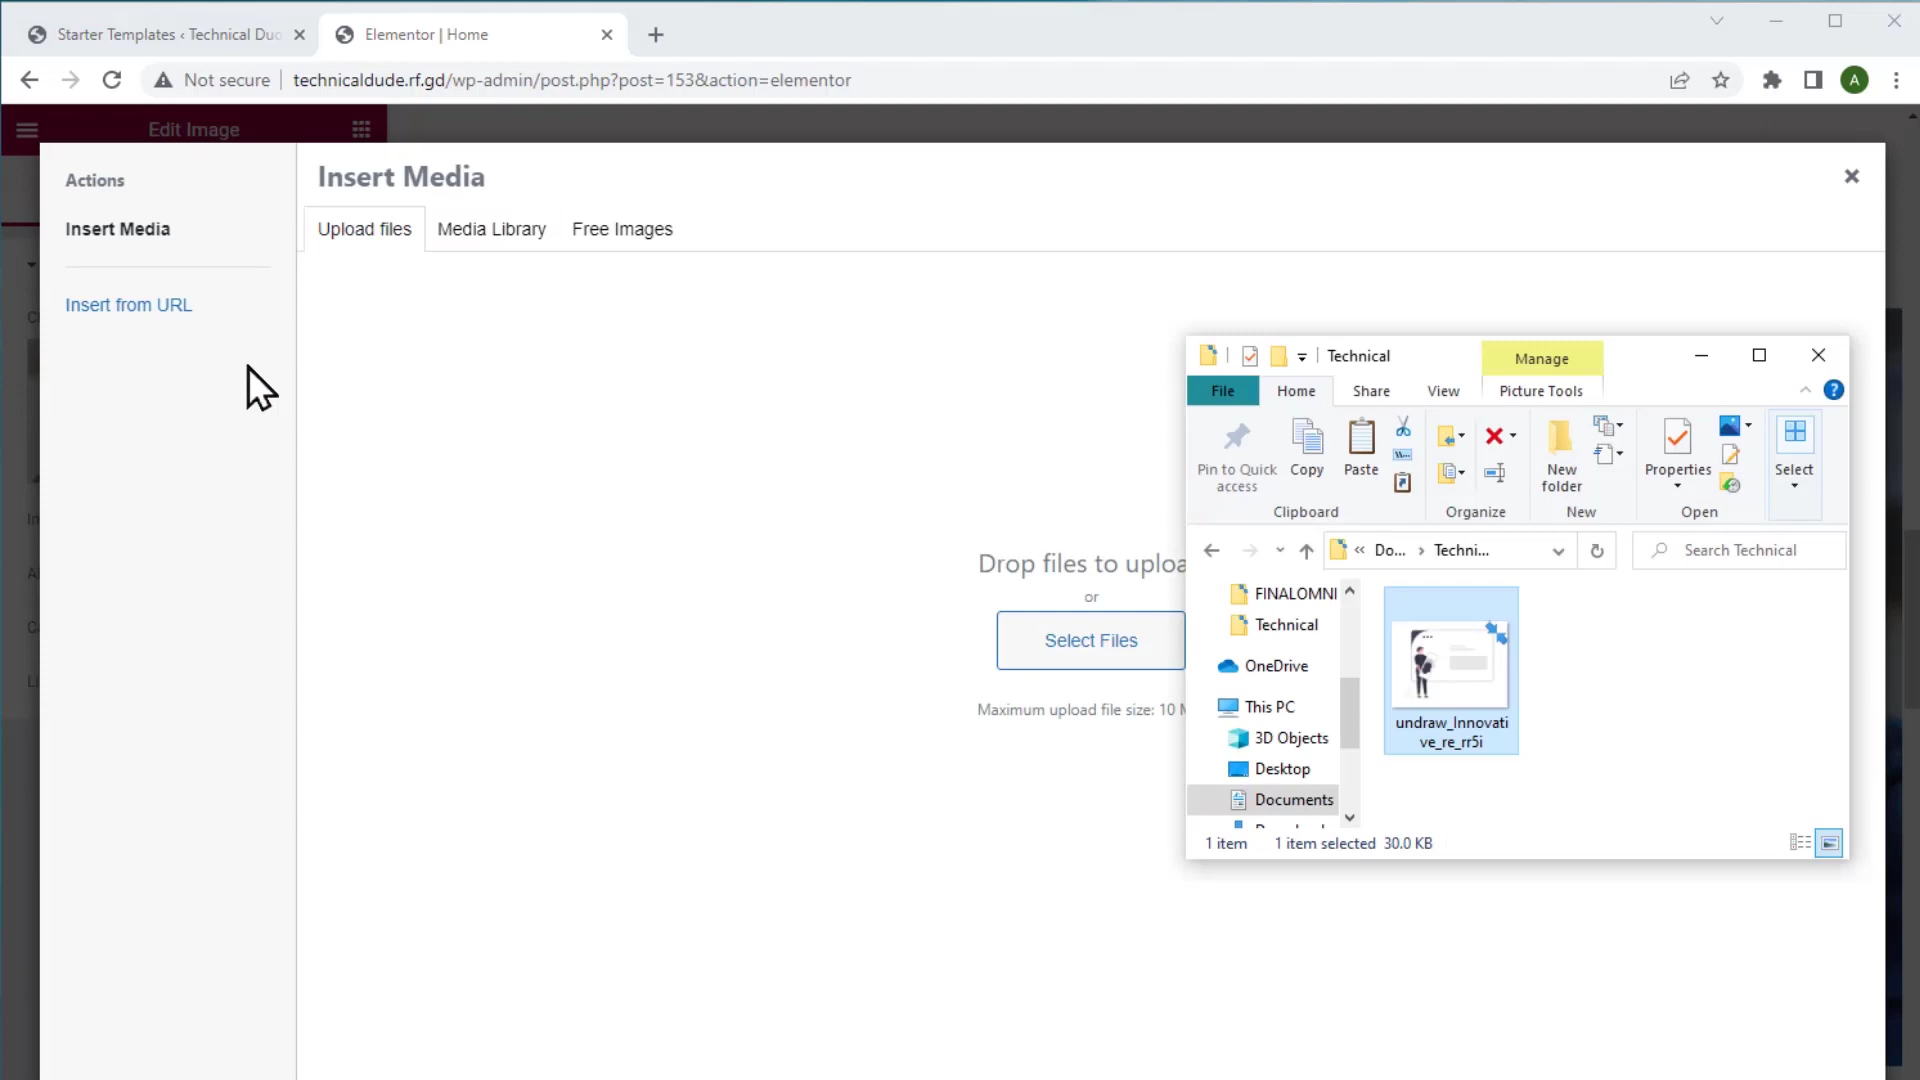 Starter Templates ‹ Technical Duo
Elementor | Home
Not secure
technicaldude.rf.gd/wp-admin/post.php?post=153&action=elementor
A
Edit Image
Actions
Insert Media
Insert from URL
Insert Media
Upload files
Media Library
Free Images
Drop files to uploa
or
Select Files
Maximum upload file size: 10 M
Technical
Manage
File
Home
Share
View
Picture Tools
Pin to Quick
access
Copy
Paste
New
folder
Properties
Select
Clipboard
Organize
New
Open
« Do... › Techni...
Search Technical
FINALOMNI
Technical
OneDrive
This PC
3D Objects
Desktop
Documents
undraw_Innovati
ve_re_rr5i
1 item
1 item selected 30.0 KB